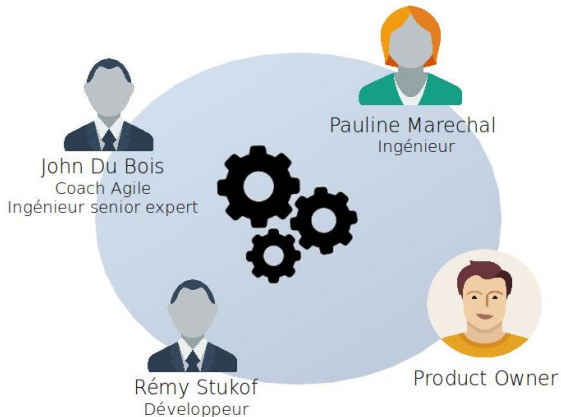 Pauline Marechal
Ingénieur
John Du Bois
Coach Agile
Ingénieur senior expert
Rémy Stukof
Développeur
Product Owner